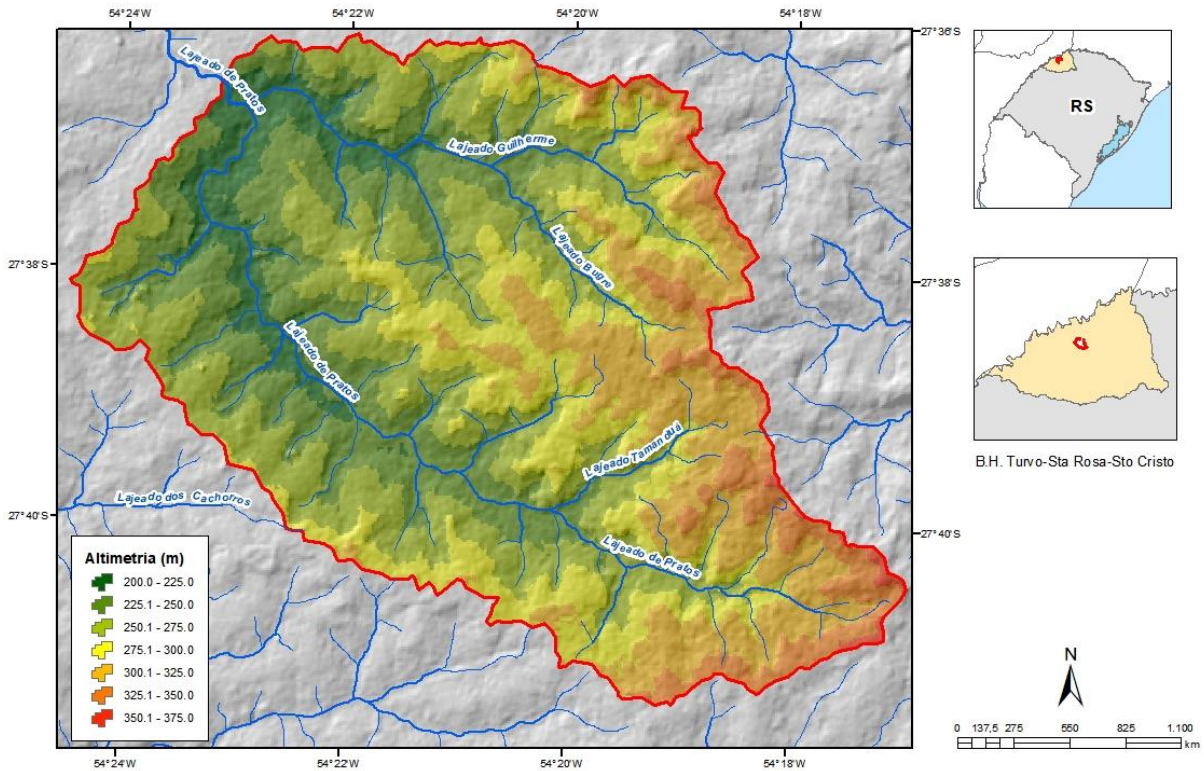 54°24'W 54°22'W 54°20'W 54°18'W
27°36'S
Lajeado de Pratos
Lajeado Guilherme
RS
27°38'S
27°38'S
Lajeado Bugre
Lajeado de Pratos
B.H. Turvo-Sta Rosa-Sto Cristo
Lajeado Tamanduá
Lajeado dos Cachorros
27°40'S
27°40'S
Lajeado de Pratos
Altimetria (m)
200.0 - 225.0
225.1 - 250.0
250.1 - 275.0
275.1 - 300.0
300.1 - 325.0
325.1 - 350.0
350.1 - 375.0
N
0 137,5 275 550 825 1.100
km
54°24'W 54°22'W 54°20'W 54°18'W